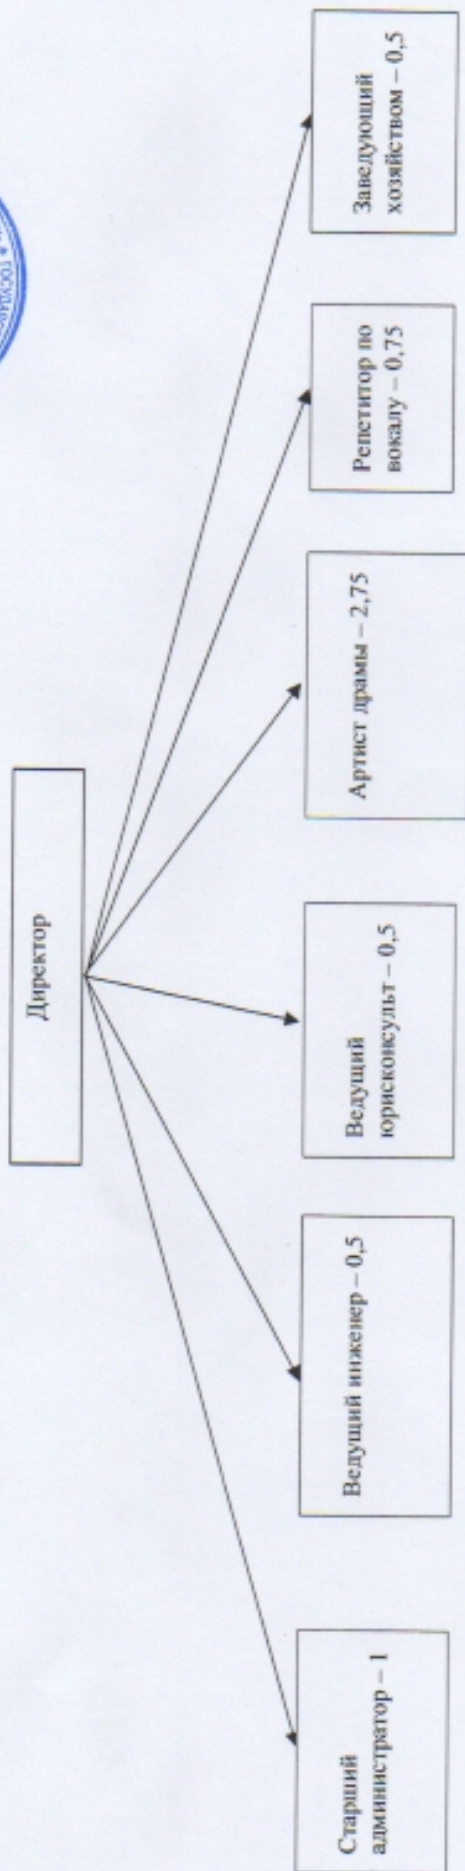 Директор
Старший
администратор – 1
Ведущий инженер – 0,5
Ведущий
юрисконсульт – 0,5
Артист драмы – 2,75
Репетитор по
вокалу – 0,75
Заведующий
хозяйством – 0,5